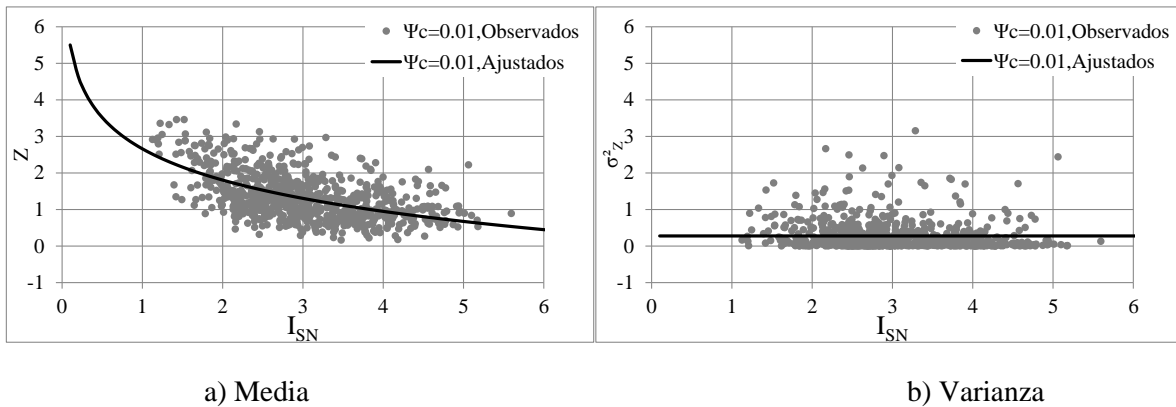 6
5
4
3
2
1
0
-1
Z
0 1 2 3 4 5 6
I_SN
Ψc=0.01,Observados
Ψc=0.01,Ajustados
a) Media
6
5
4
3
2
1
0
-1
σ²_Z
0 1 2 3 4 5 6
I_SN
Ψc=0.01,Observados
Ψc=0.01,Ajustados
b) Varianza